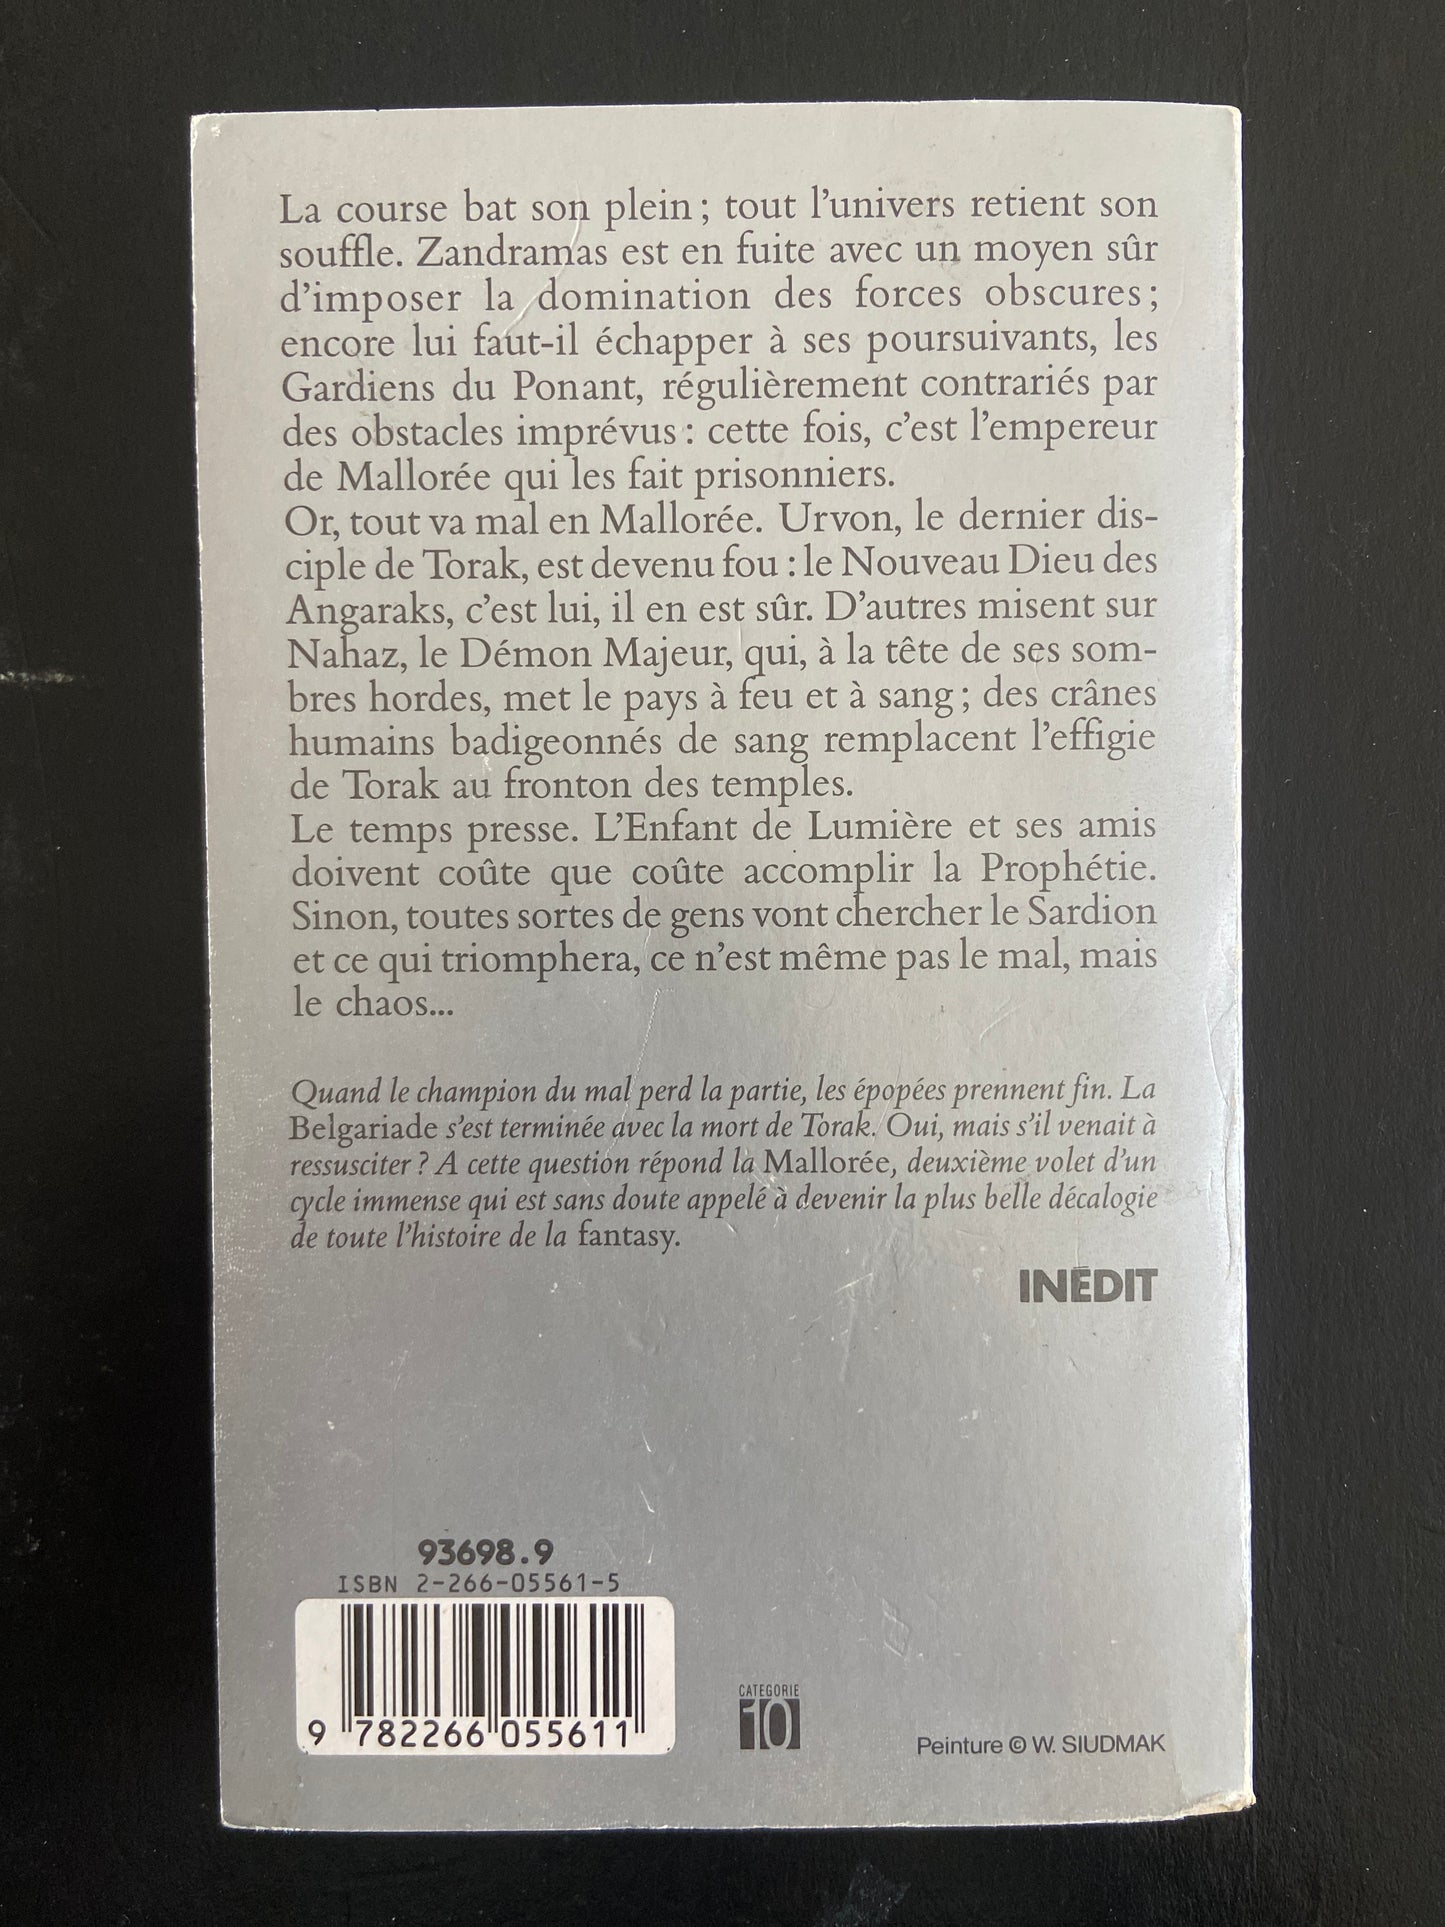 La course bat son plein ; tout l'univers retient son
souffle. Zandramas est en fuite avec un moyen sûr
d'imposer la domination des forces obscures ;
encore lui faut-il échapper à ses poursuivants, les
Gardiens du Ponant, régulièrement contrariés par
des obstacles imprévus : cette fois, c'est l'empereur
de Mallorée qui les fait prisonniers.
Or, tout va mal en Mallorée. Urvon, le dernier dis-
ciple de Torak, est devenu fou : le Nouveau Dieu des
Angaraks, c'est lui, il en est sûr. D'autres misent sur
Nahaz, le Démon Majeur, qui, à la tête de ses som-
bres hordes, met le pays à feu et à sang ; des crânes
humains badigeonnés de sang remplacent l'effigie
de Torak au fronton des temples.
Le temps presse. L'Enfant de Lumière et ses amis
doivent coûte que coûte accomplir la Prophétie.
Sinon, toutes sortes de gens vont chercher le Sardion
et ce qui triomphera, ce n'est même pas le mal, mais
le chaos...
Quand le champion du mal perd la partie, les épopées prennent fin. La
Belgariade s'est terminée avec la mort de Torak. Oui, mais s'il venait à
ressusciter ? A cette question répond la Mallorée, deuxième volet d'un
cycle immense qui est sans doute appelé à devenir la plus belle décalogie
de toute l'histoire de la fantasy.
INÉDIT
93698.9
ISBN 2-266-05561-5
9 782266 055611
CATEGORIE
10
Peinture © W. SIUDMAK